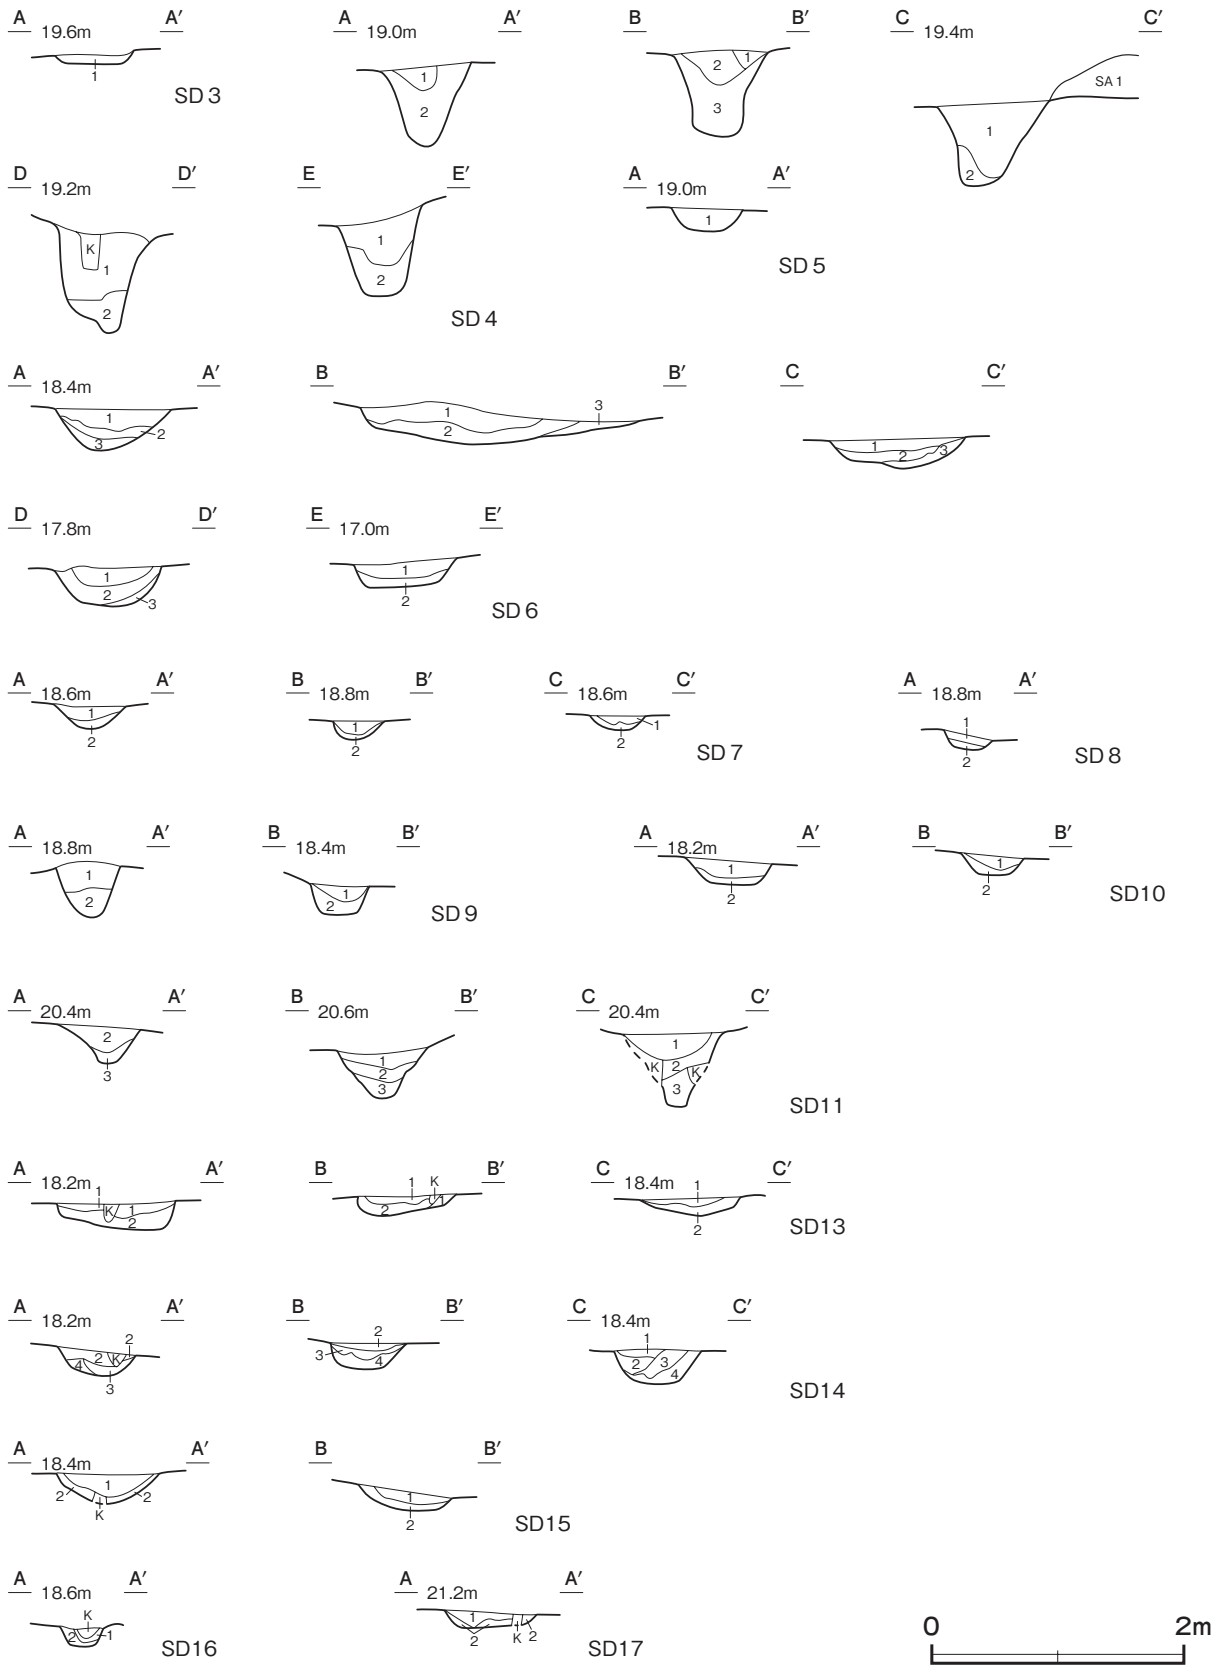 A 19.6m A′
1
SD 3
A 19.0m A′
1
2
B B′
2 1
3
C 19.4m C′
SA 1
1
2
D 19.2m D′
K
1
2
E E′
1
2
SD 4
A 19.0m A′
1
SD 5
A 18.4m A′
1
2
3
B B′
1
3
2
C C′
1
2 3
D 17.8m D′
1
2
3
E 17.0m E′
1
2
SD 6
A 18.6m A′
1
2
B 18.8m B′
1
2
C 18.6m C′
1
2
SD 7
A 18.8m A′
1
2
SD 8
A 18.8m A′
1
2
B 18.4m B′
1
2
SD 9
A 18.2m A′
1
2
B B′
1
2
SD10
A 20.4m A′
2
3
B 20.6m B′
1
2
3
C 20.4m C′
1
K 2 K
3
SD11
A 18.2m A′
1
K 1
2
B B′
1 K
2 1
C 18.4m C′
1
2
SD13
A 18.2m A′
2
4 2 K
3
B B′
2
3 4
C 18.4m C′
1
2 3
4
SD14
A 18.4m A′
1
2 2
K
B B′
1
2
SD15
A 18.6m A′
K
2 1
SD16
A 21.2m A′
1
2 K 2
SD17
0 2m